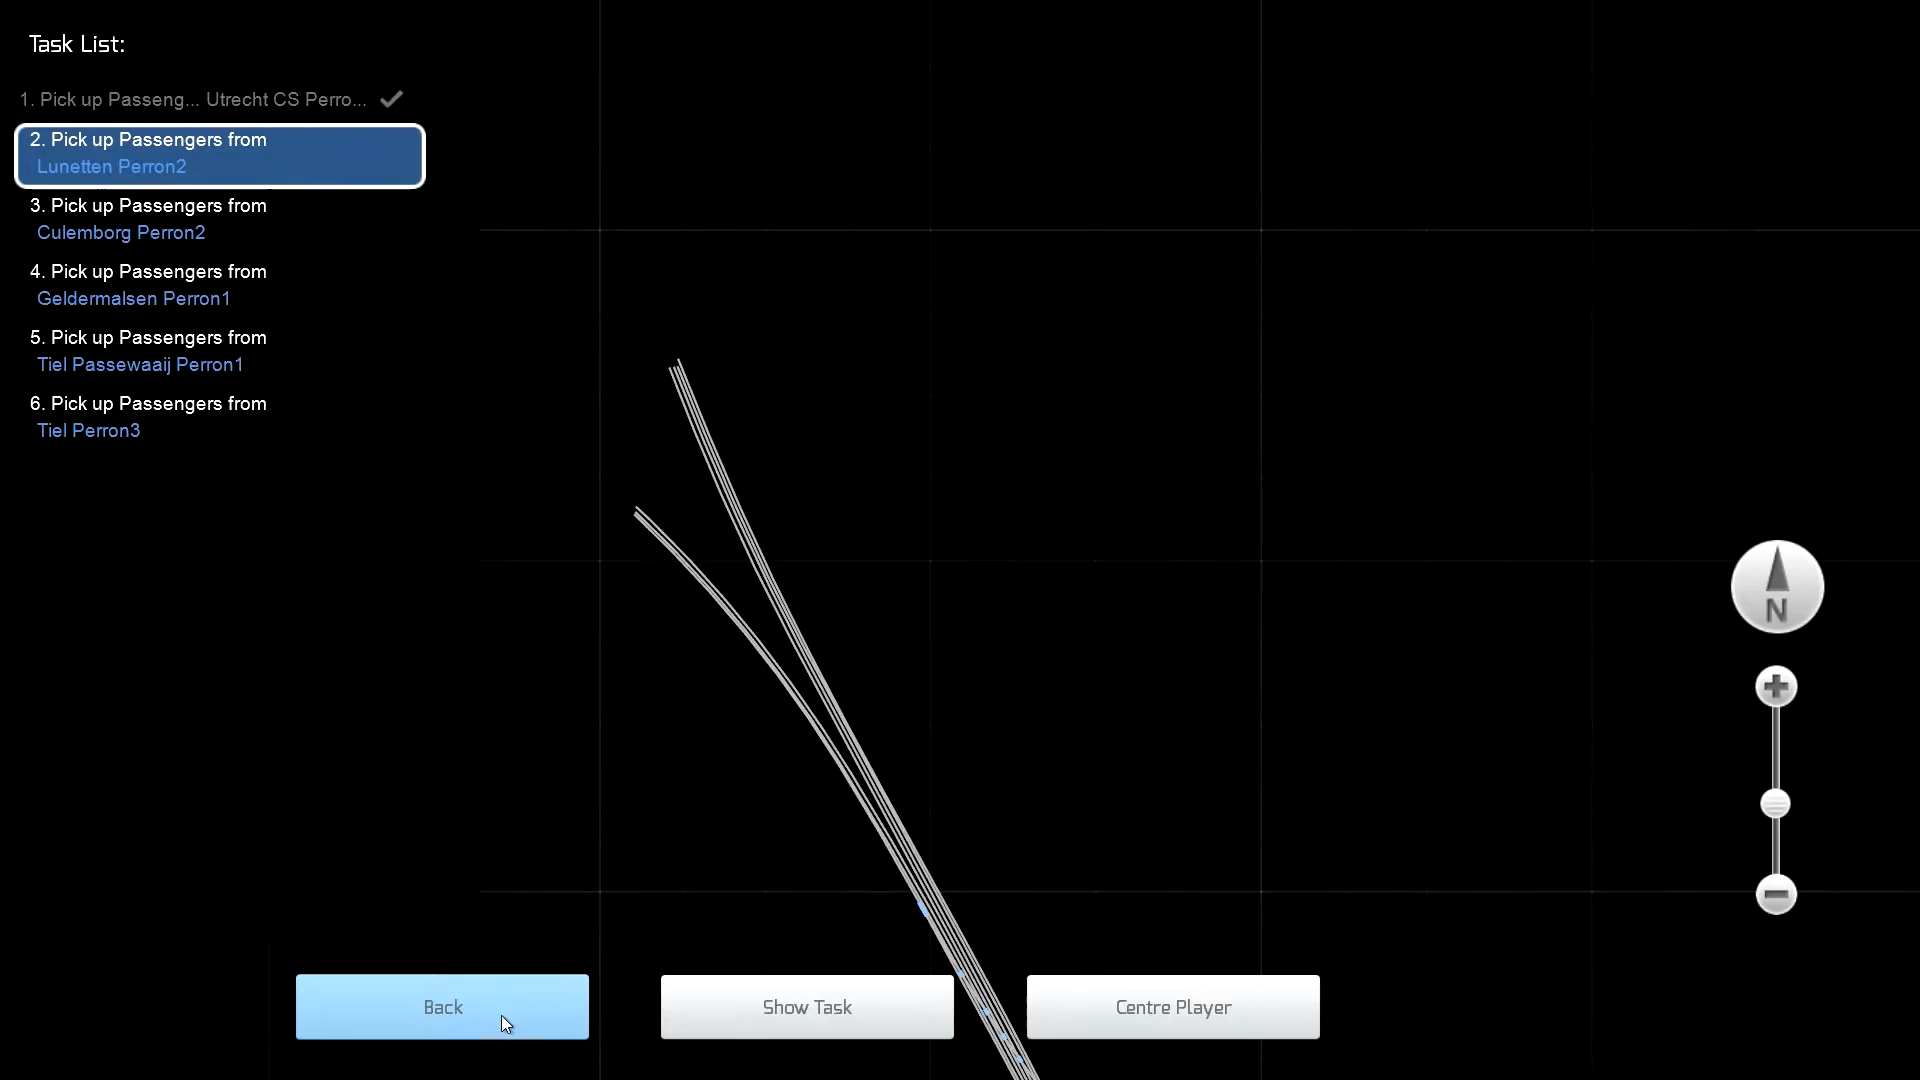 Task List:
1. Pick up Passeng... Utrecht CS Perro...
2. Pick up Passengers from
Lunetten Perron2
3. Pick up Passengers from
Culemborg Perron2
4. Pick up Passengers from
Geldermalsen Perron1
5. Pick up Passengers from
Tiel Passewaaij Perron1
6. Pick up Passengers from
Tiel Perron3
N
Back
Show Task
Centre Player